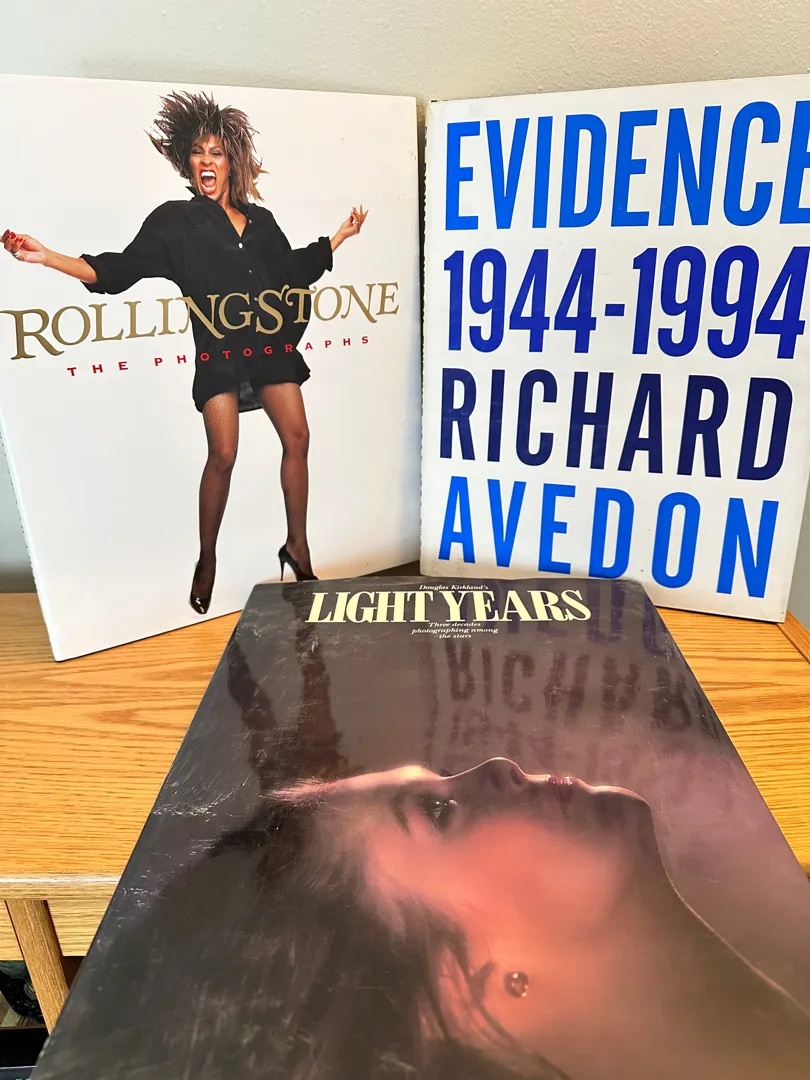 ROLLINGSTONE
THE PHOTOGRAPHS
EVIDENCE
1944-1994
RICHARD
AVEDON
Douglas Kirkland's
LIGHT YEARS
Three decades
photographing among
the stars